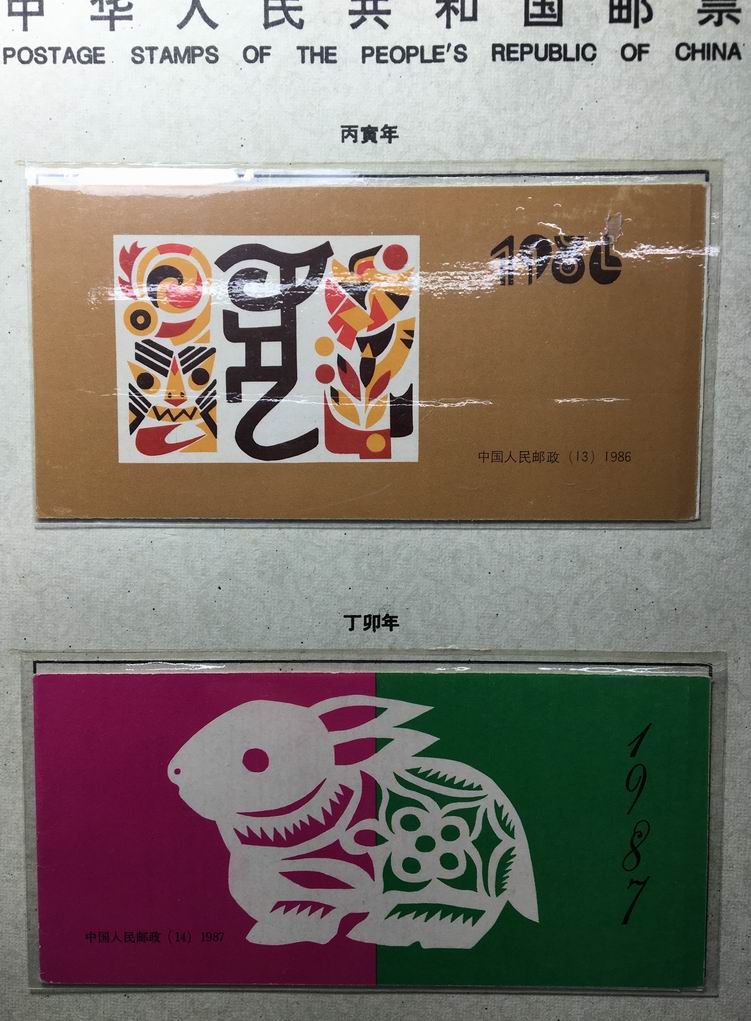 中华人民共和国邮票
POSTAGE STAMPS OF THE PEOPLE'S REPUBLIC OF CHINA
丙寅年
1986
中国人民邮政（13）1986
丁卯年
1987
中国人民邮政（14）1987